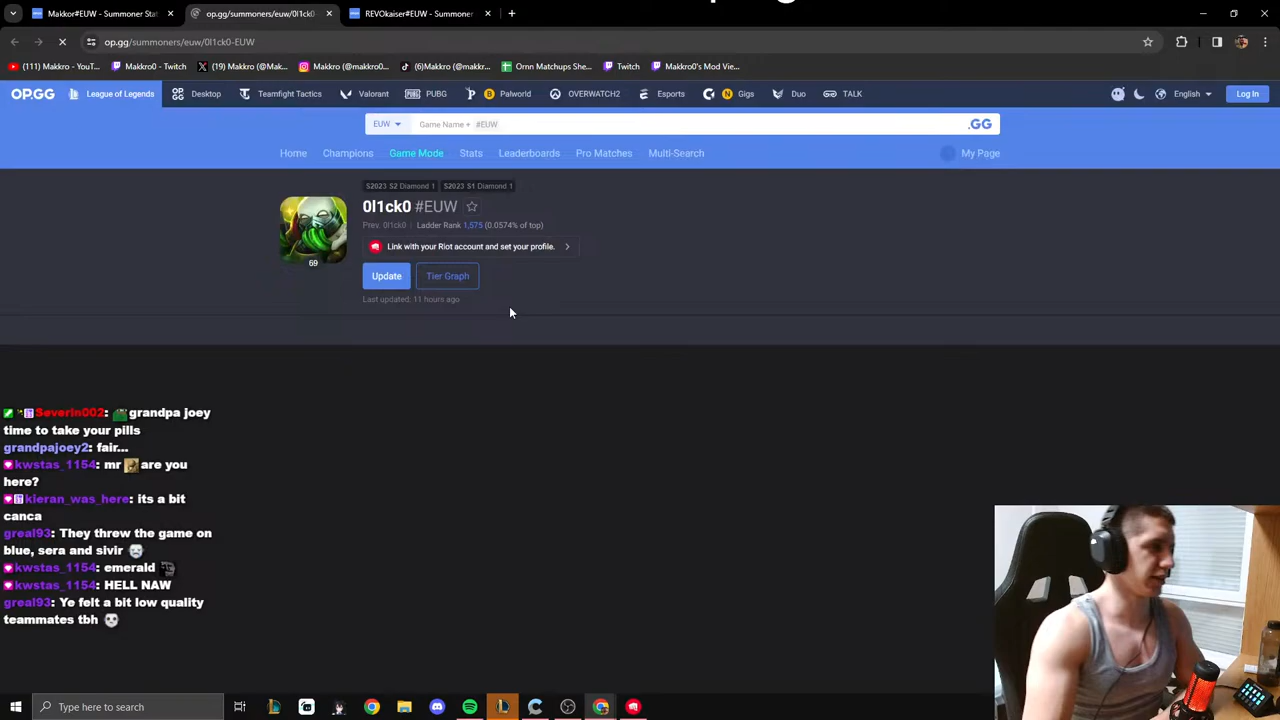 Makkor#EUW - Summoner Sta
op.gg/summoners/euw/0l1ck0
REVOkaiser#EUW - Summoner
op.gg/summoners/euw/0l1ck0-EUW
(111) Makkro - YouT...
Makkro0 - Twitch
(19) Makkro (@Mak...
Makkro (@makkro0...
(6)Makkro (@makkr...
Ornn Matchups She...
Twitch
Makkro0's Mod Vie...
OP.GG
League of Legends
Desktop
Teamfight Tactics
Valorant
PUBG
Palworld
OVERWATCH2
Esports
Gigs
Duo
TALK
English
Log In
EUW
Game Name + #EUW
.GG
Home
Champions
Game Mode
Stats
Leaderboards
Pro Matches
Multi-Search
My Page
S2023 S2 Diamond 1
S2023 S1 Diamond 1
0l1ck0 #EUW
Prev. 0l1ck0
Ladder Rank 1,575 (0.0574% of top)
Link with your Riot account and set your profile.
69
Update
Tier Graph
Last updated: 11 hours ago
Severin002: grandpa joey
time to take your pills
grandpajoey2: fair...
kwstas_1154: mr are you
here?
kieran_was_here: its a bit
canca
greal93: They threw the game on
blue, sera and sivir
kwstas_1154: emerald
kwstas_1154: HELL NAW
greal93: Ye felt a bit low quality
teammates tbh
Type here to search